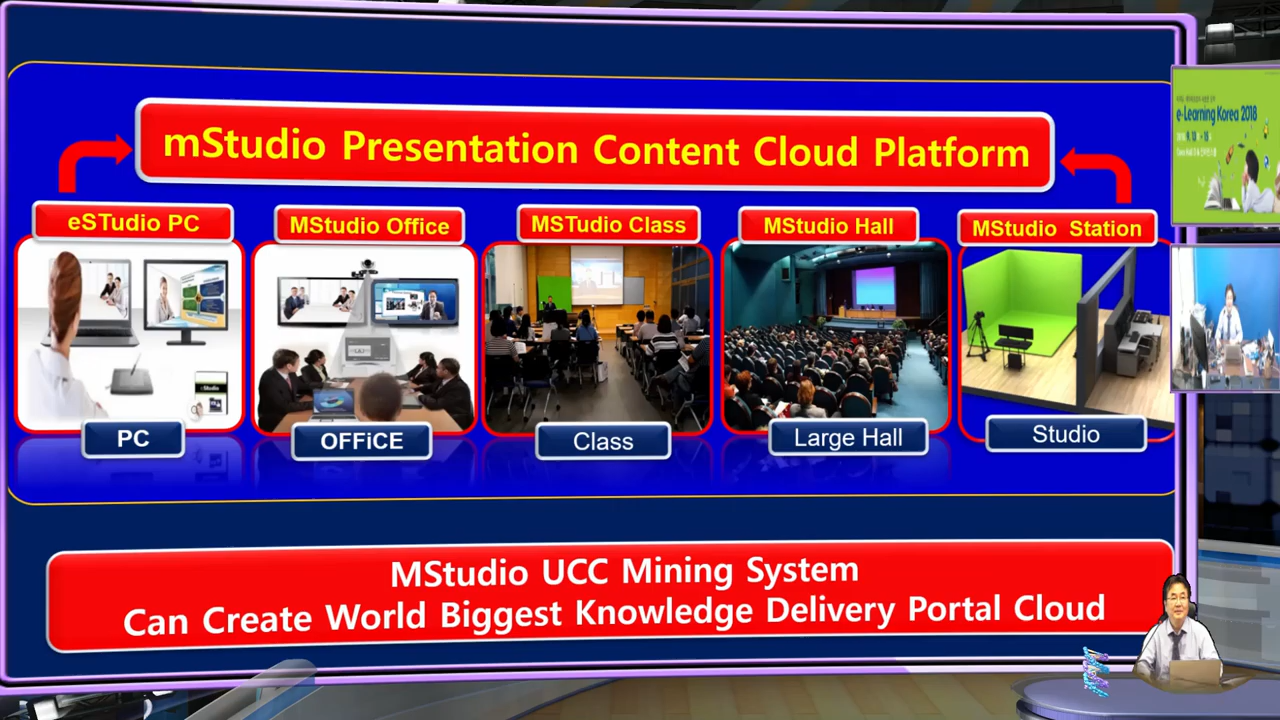 mStudio Presentation Content Cloud Platform
eSTudio PC
MStudio Office
MSTudio Class
MStudio Hall
MStudio Station
PC
OFFiCE
Class
Large Hall
Studio
MStudio UCC Mining System
Can Create World Biggest Knowledge Delivery Portal Cloud
e-Learning Korea 2018